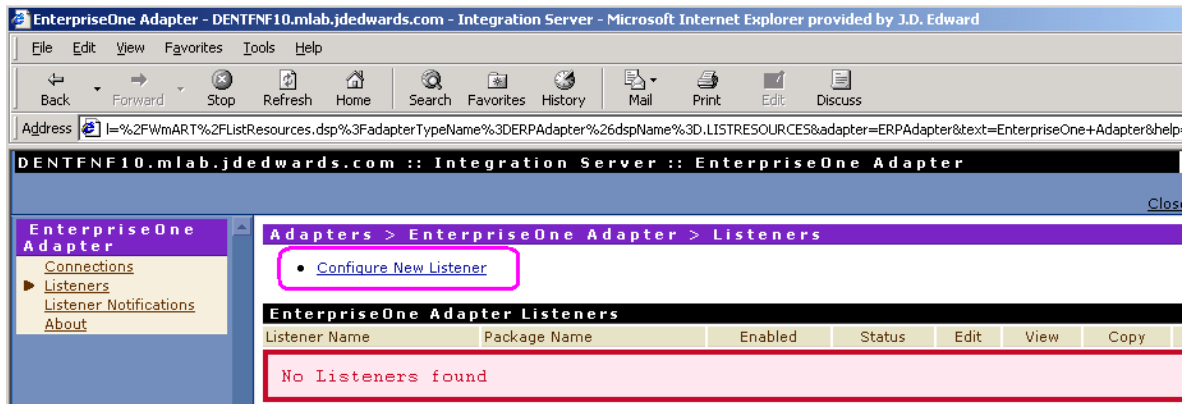 EnterpriseOne Adapter - DENTFNF10.mlab.jdedwards.com - Integration Server - Microsoft Internet Explorer provided by J.D. Edward
File Edit View Favorites Tools Help
Back Forward Stop Refresh Home Search Favorites History Mail Print Edit Discuss
Address l=%2FWmART%2FListResources.dsp%3FadapterTypeName%3DERPAdapter%26dspName%3D.LISTRESOURCES&adapter=ERPAdapter&text=EnterpriseOne+Adapter&help=
DENTFNF10.mlab.jdedwards.com :: Integration Server :: EnterpriseOne Adapter
Close
EnterpriseOne
Adapter
Connections
Listeners
Listener Notifications
About
Adapters > EnterpriseOne Adapter > Listeners
Configure New Listener
EnterpriseOne Adapter Listeners
Listener Name Package Name Enabled Status Edit View Copy
No Listeners found